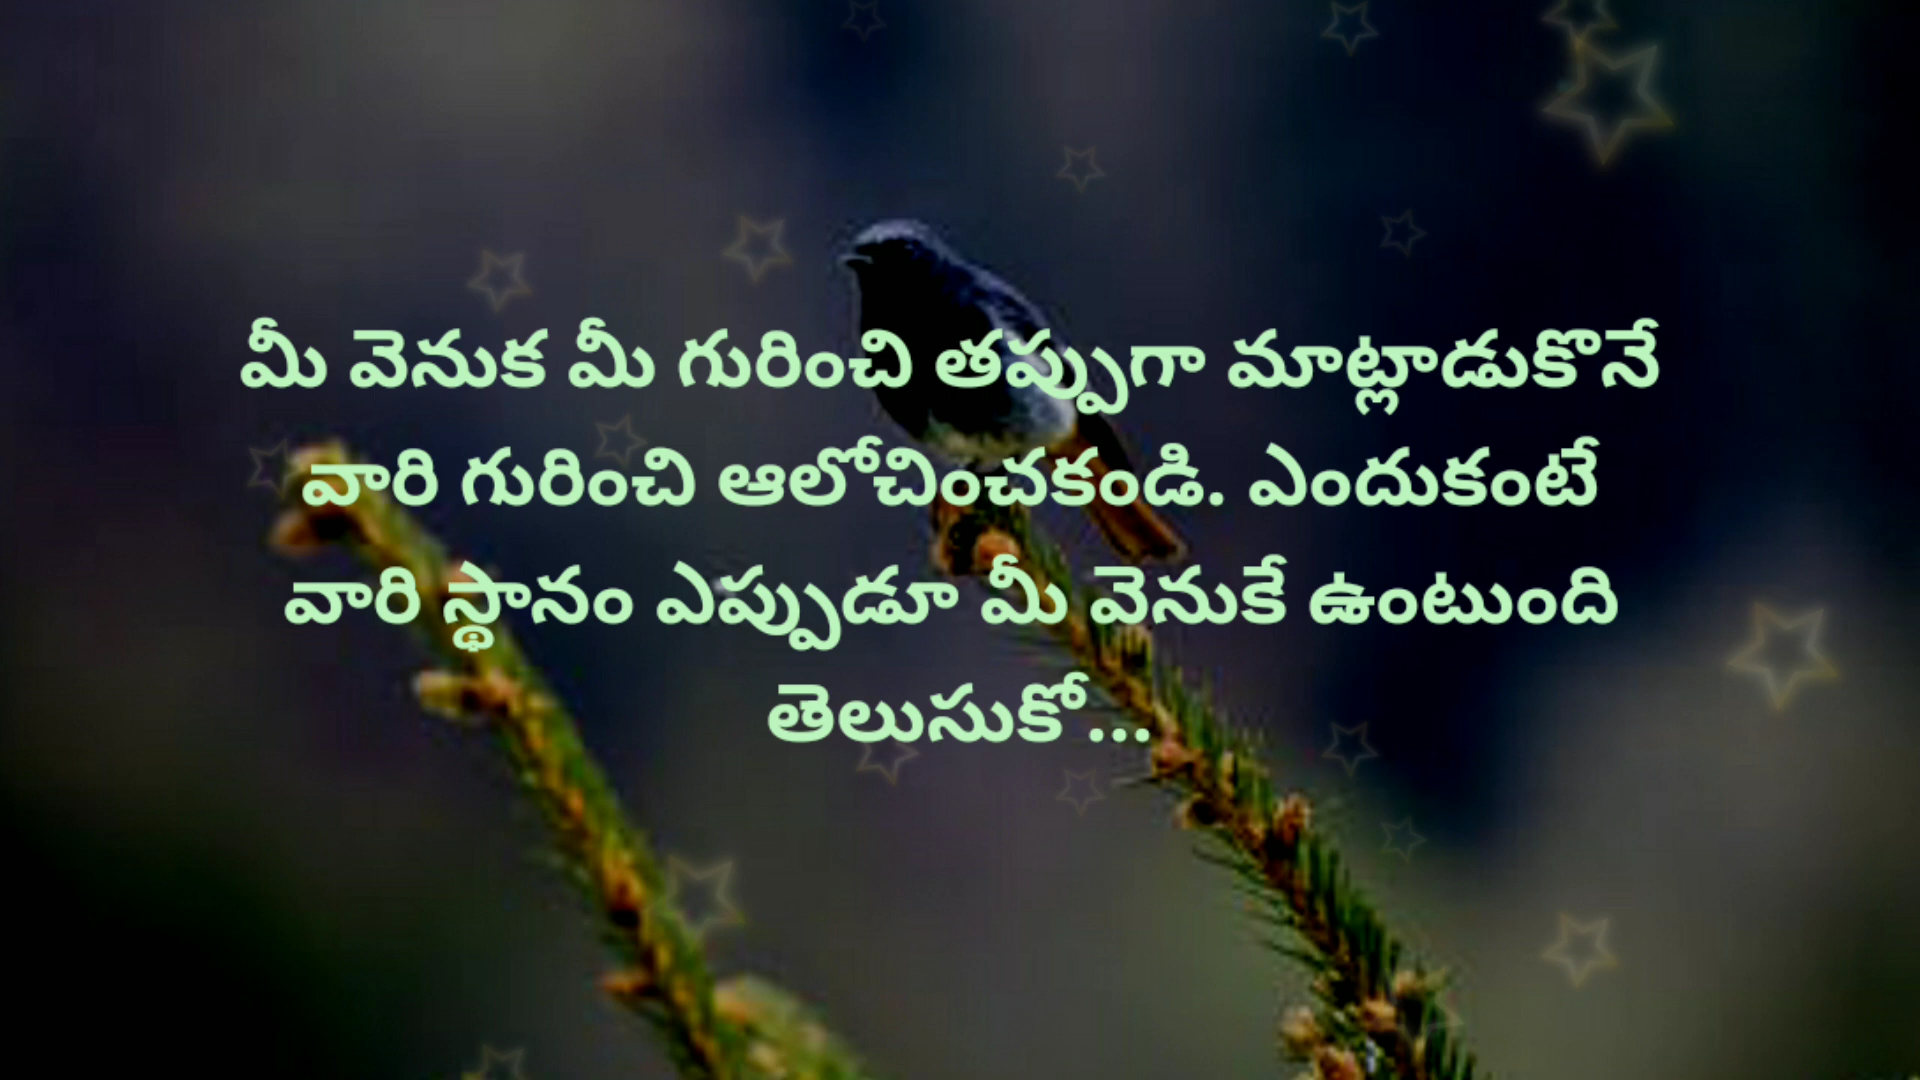 మీ వెనుక మీ గురించి తప్పుగా మాట్లాడుకొనే
వారి గురించి ఆలోచించకండి. ఎందుకంటే
వారి స్థానం ఎప్పుడూ మీ వెనుకే ఉంటుంది
తెలుసుకో...